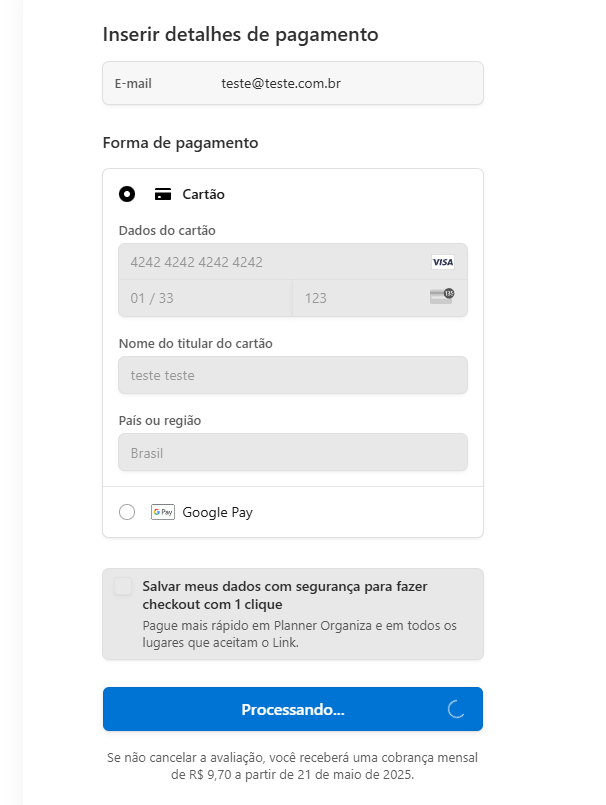 Inserir detalhes de pagamento
E-mail teste@teste.com.br
Forma de pagamento
Cartão
Dados do cartão
4242 4242 4242 4242 VISA
01 / 33 123 135
Nome do titular do cartão
teste teste
País ou região
Brasil
G Pay Google Pay
Salvar meus dados com segurança para fazer
checkout com 1 clique
Pague mais rápido em Planner Organiza e em todos os
lugares que aceitam o Link.
Processando...
Se não cancelar a avaliação, você receberá uma cobrança mensal
de R$ 9,70 a partir de 21 de maio de 2025.